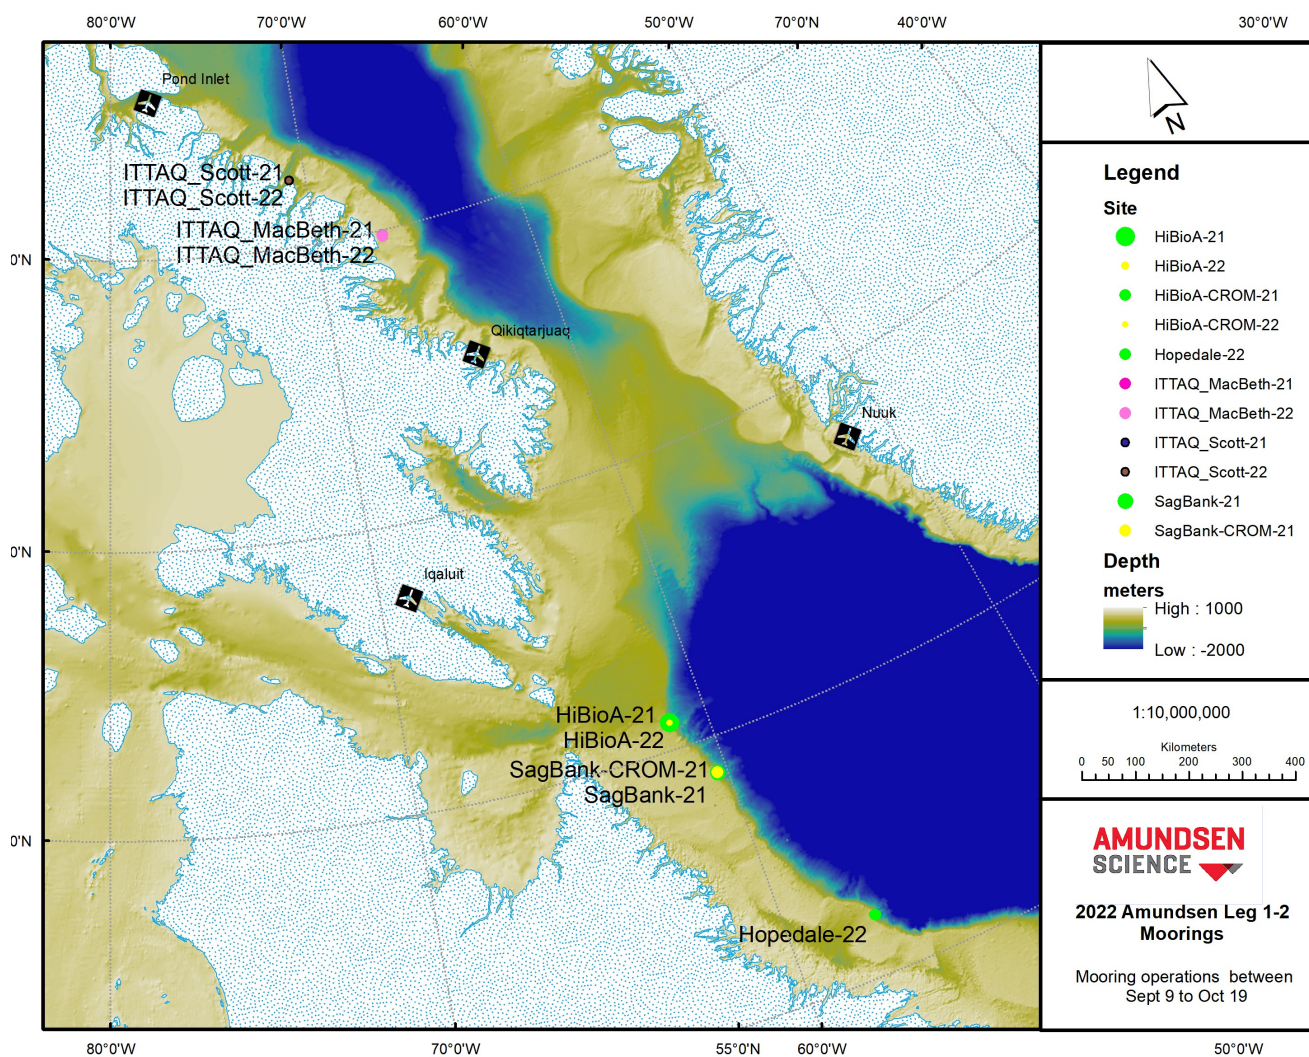 80°0'W 70°0'W 60°0'W 50°0'W 70°0'N 40°0'W 30°0'W
Pond Inlet
ITTAQ_Scott-21
ITTAQ_Scott-22
ITTAQ_MacBeth-21
ITTAQ_MacBeth-22
0°N
Qikiqtarjuaq
Nuuk
0°N
Iqaluit
HiBioA-21
HiBioA-22
SagBank-CROM-21
SagBank-21
0°N
Hopedale-22
80°0'W 70°0'W 55°0'N 60°0'W 50°0'W
N
Legend
Site
HiBioA-21
HiBioA-22
HiBioA-CROM-21
HiBioA-CROM-22
Hopedale-22
ITTAQ_MacBeth-21
ITTAQ_MacBeth-22
ITTAQ_Scott-21
ITTAQ_Scott-22
SagBank-21
SagBank-CROM-21
Depth
meters
High : 1000
Low : -2000
1:10,000,000
Kilometers
0 50 100 200 300 400
AMUNDSEN
SCIENCE
2022 Amundsen Leg 1-2
Moorings
Mooring operations between
Sept 9 to Oct 19